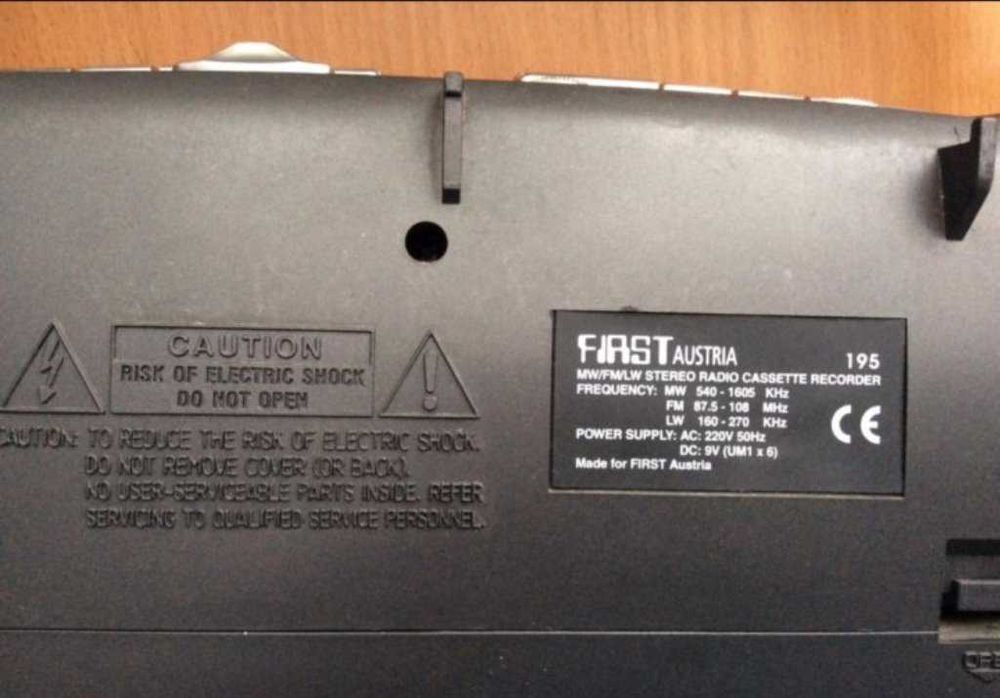 CAUTION
RISK OF ELECTRIC SHOCK
DO NOT OPEN
CAUTION: TO REDUCE THE RISK OF ELECTRIC SHOCK.
DO NOT REMOVE COVER (OR BACK).
NO USER-SERVICEABLE PARTS INSIDE. REFER
SERVICING TO QUALIFIED SERVICE PERSONNEL.
FIRST AUSTRIA 195
MW/FM/LW STEREO RADIO CASSETTE RECORDER
FREQUENCY: MW 540 - 1605 KHz
FM 87.5 - 108 MHz
LW 160 - 270 KHz
POWER SUPPLY: AC: 220V 50Hz
DC: 9V (UM1 x 6)
Made for FIRST Austria
CE